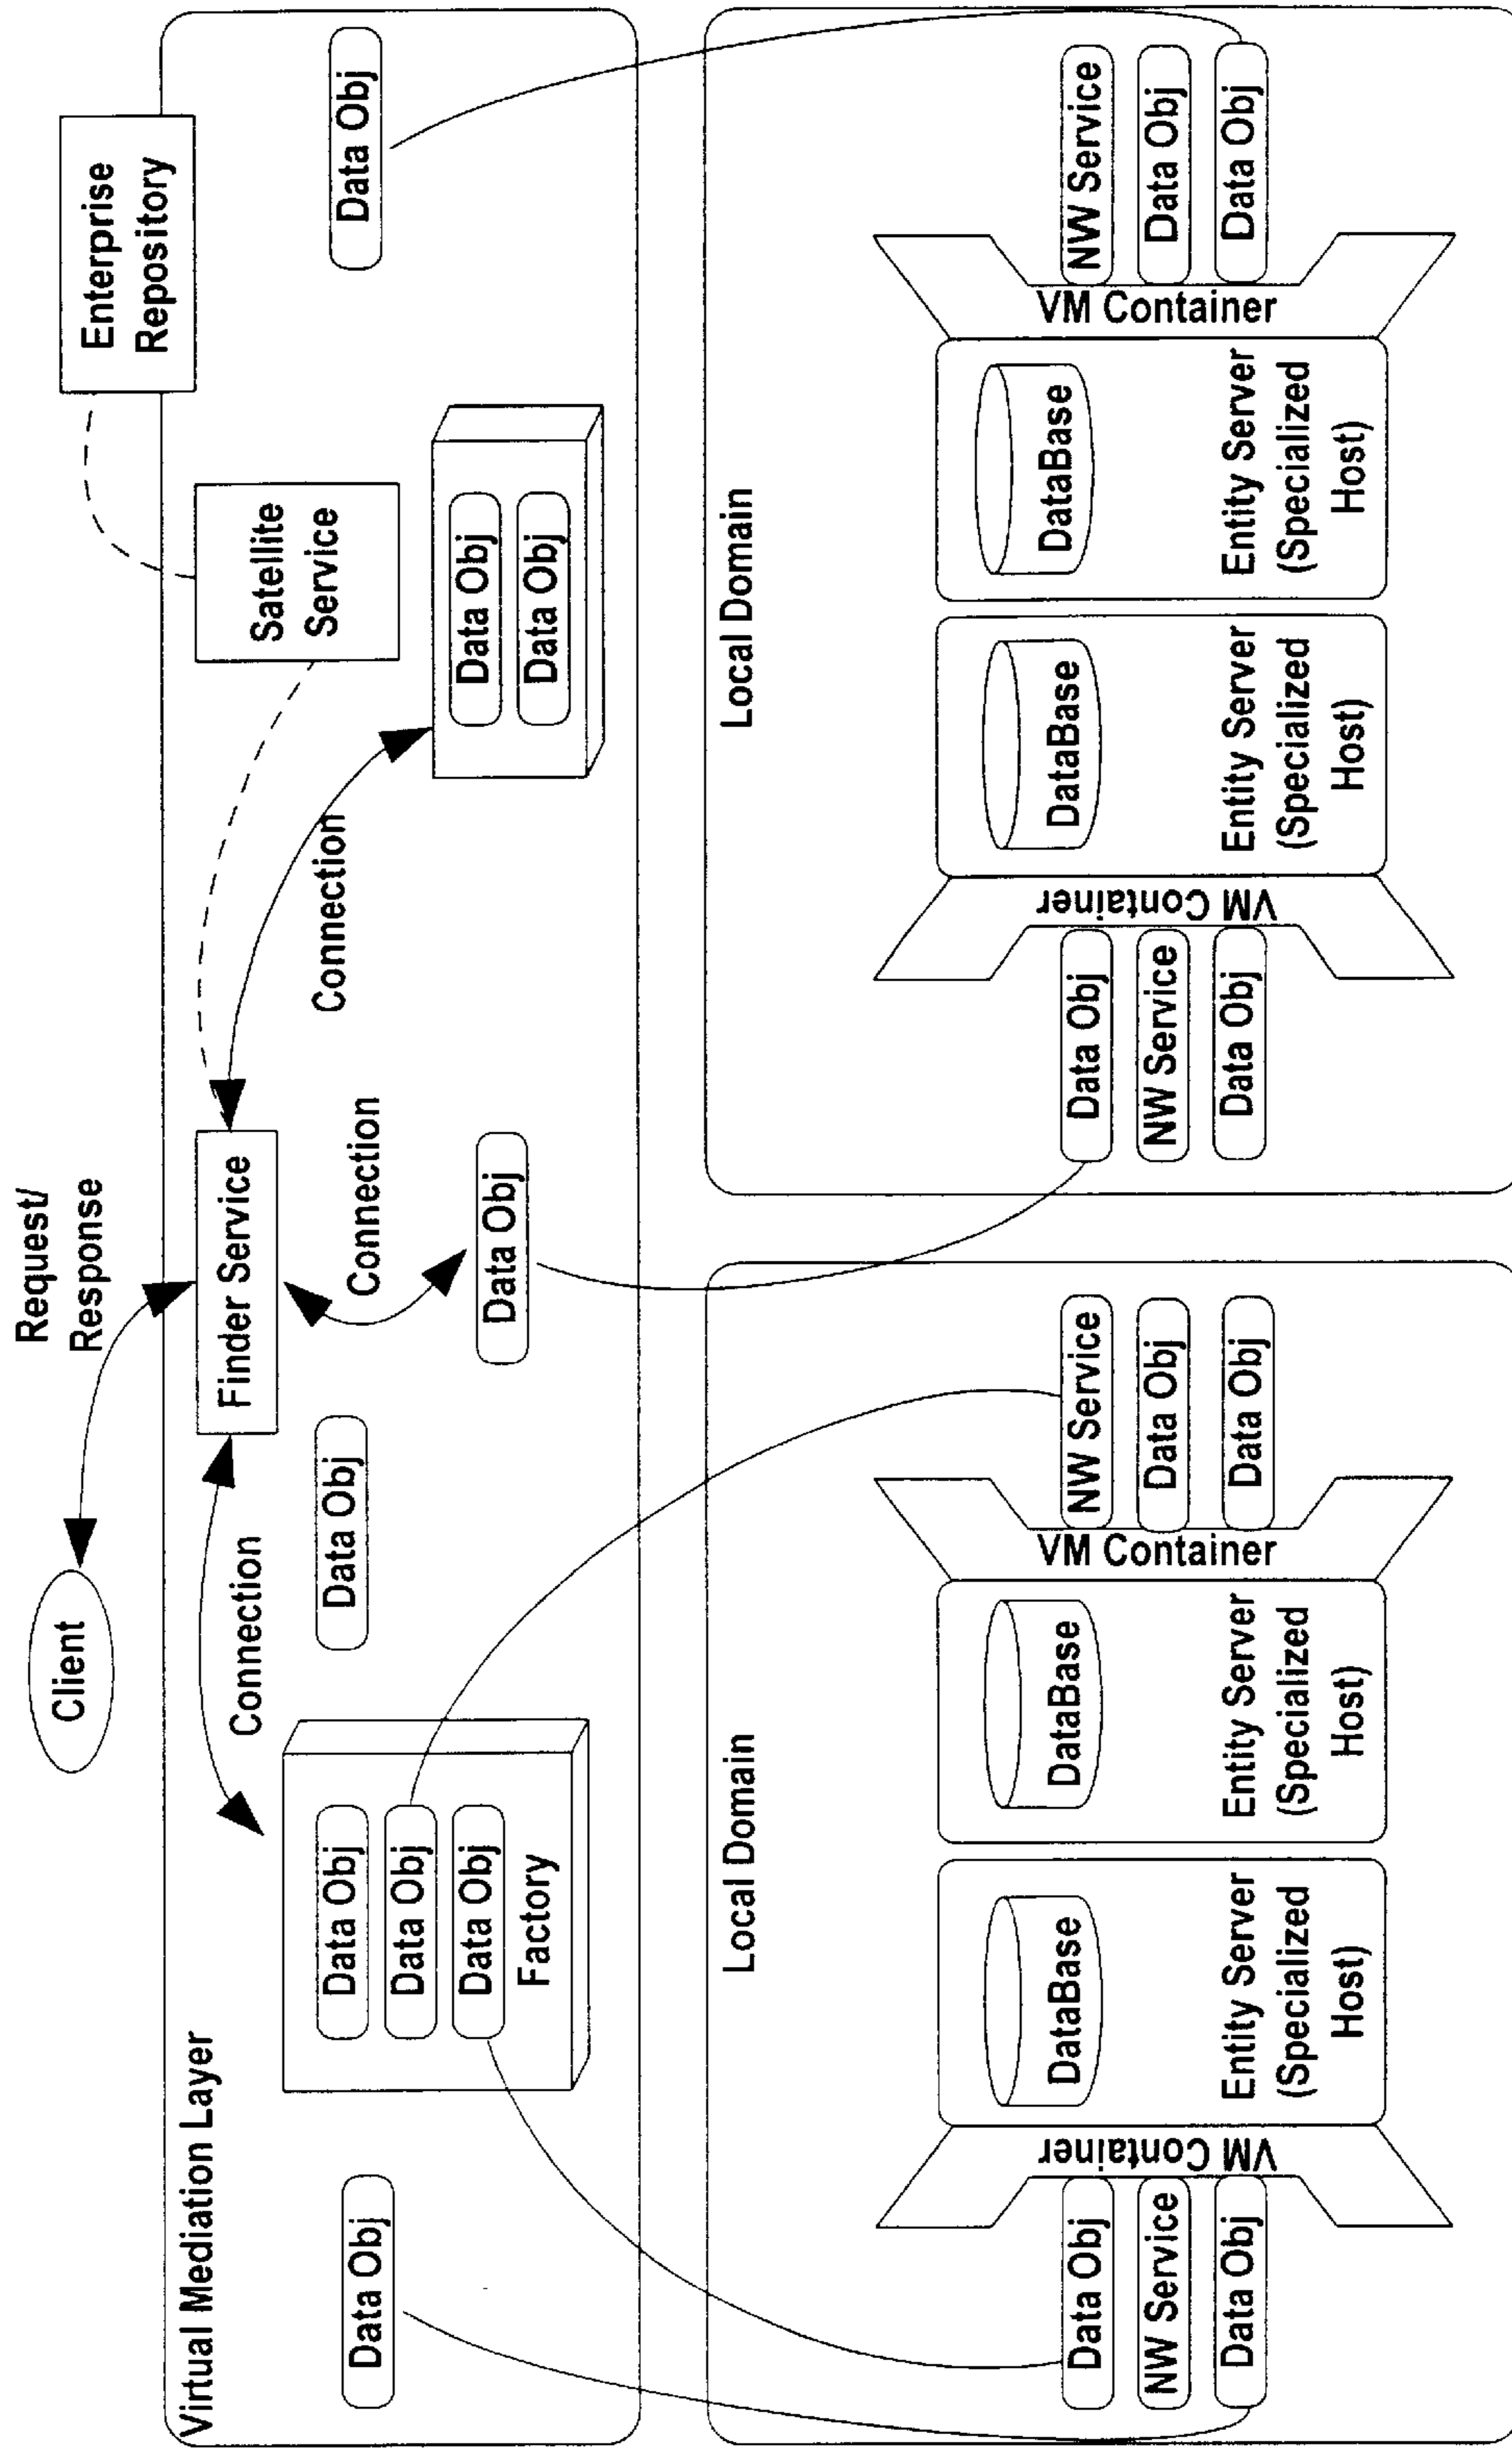 Client
Request/
Response
Enterprise
Repository
Virtual Mediation Layer
Connection
Finder Service
Satellite
Service
Data Obj
Data Obj
Data Obj
Data Obj
Factory
Data Obj
Connection
Data Obj
Connection
Data Obj
Data Obj
Data Obj
Local Domain
Data Obj
NW Service
Data Obj
VM Container
DataBase
Entity Server
(Specialized
Host)
DataBase
Entity Server
(Specialized
Host)
VM Container
NW Service
Data Obj
Data Obj
Local Domain
Data Obj
NW Service
Data Obj
VM Container
DataBase
Entity Server
(Specialized
Host)
DataBase
Entity Server
(Specialized
Host)
VM Container
NW Service
Data Obj
Data Obj